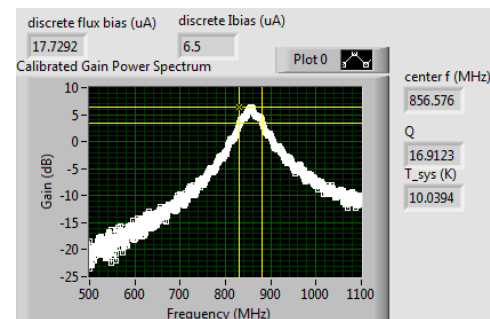 discrete flux bias (uA) discrete Ibias (uA)
17.7292 6.5
Calibrated Gain Power Spectrum Plot 0
center f (MHz)
856.576
Q
16.9123
T_sys (K)
10.0394
Gain (dB)
10
5
0
-5
-10
-15
-20
-25
500 600 700 800 900 1000 1100
Frequency (MHz)